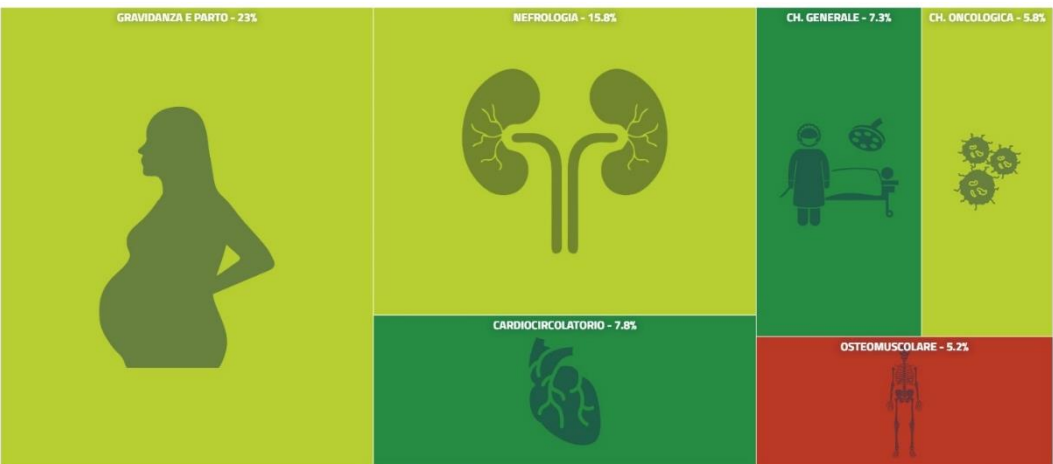 GRAVIDANZA E PARTO - 23%
NEFROLOGIA - 15.8%
CH. GENERALE - 7.3%
CH. ONCOLOGICA - 5.8%
CARDIOCIRCOLATORIO - 7.8%
OSTEOMUSCOLARE - 5.2%